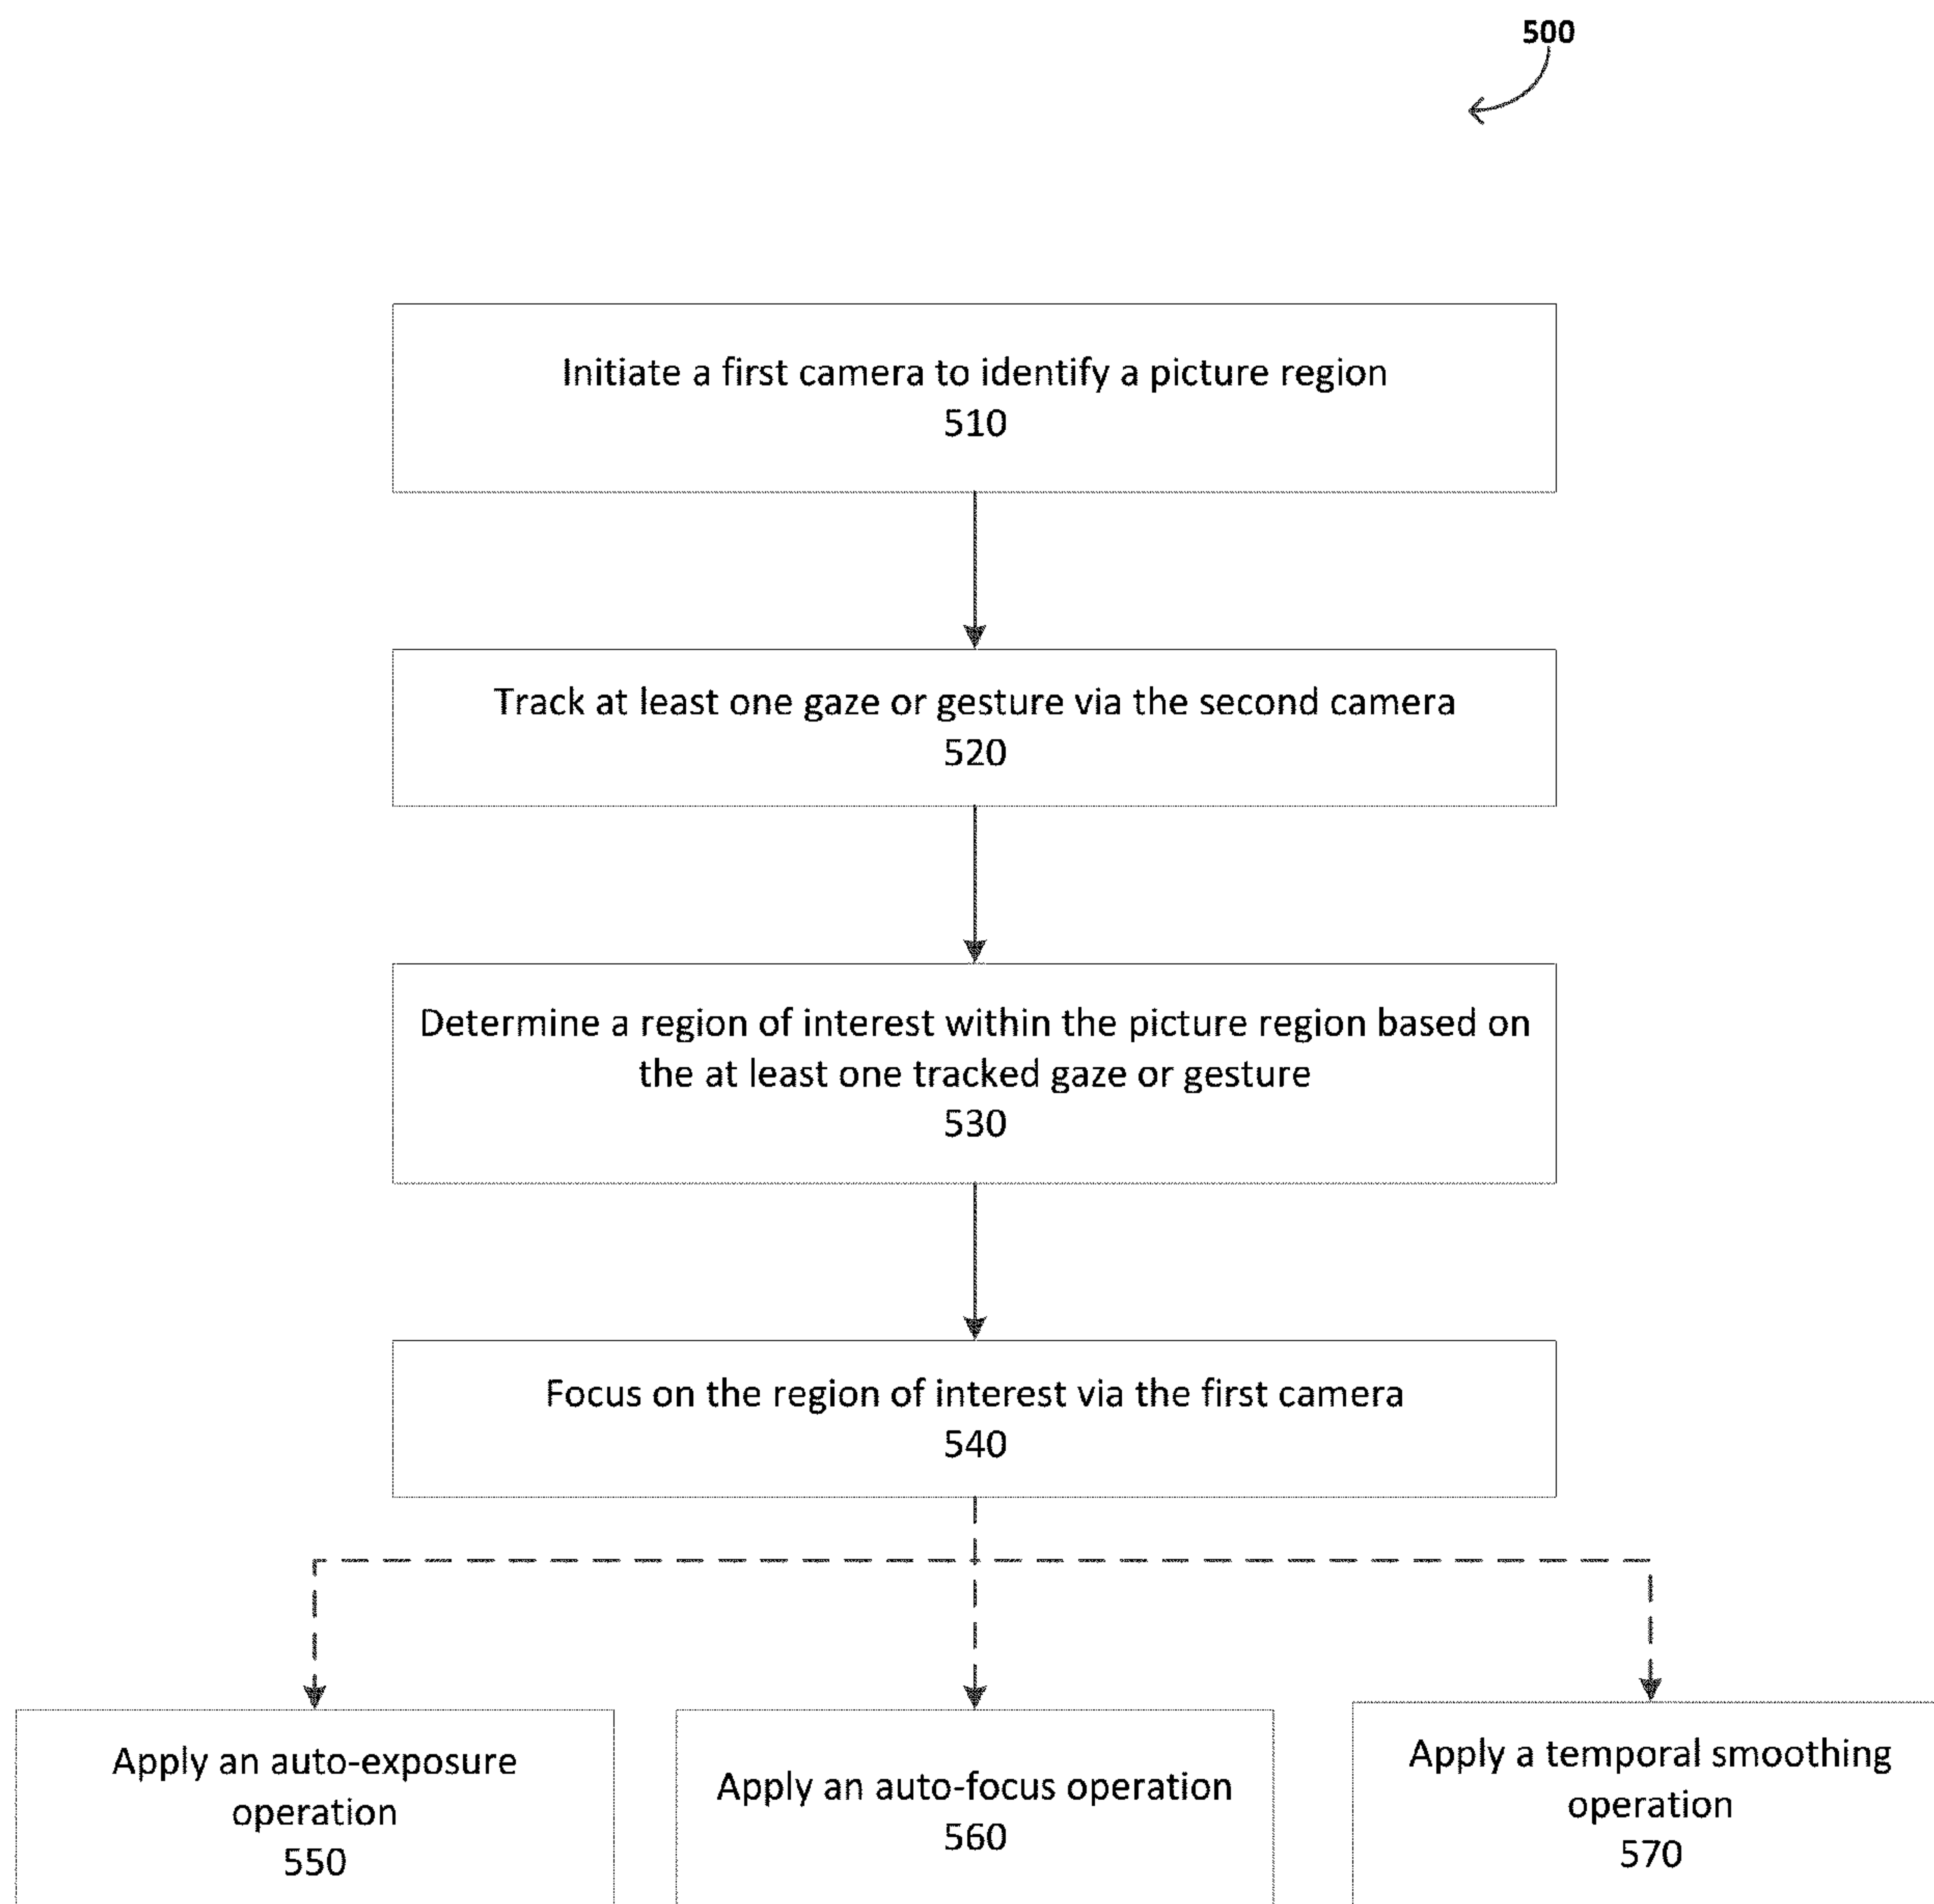 500
Initiate a first camera to identify a picture region
510
Track at least one gaze or gesture via the second camera
520
Determine a region of interest within the picture region based on
the at least one tracked gaze or gesture
530
Focus on the region of interest via the first camera
540
Apply an auto-exposure
operation
550
Apply an auto-focus operation
560
Apply a temporal smoothing
operation
570